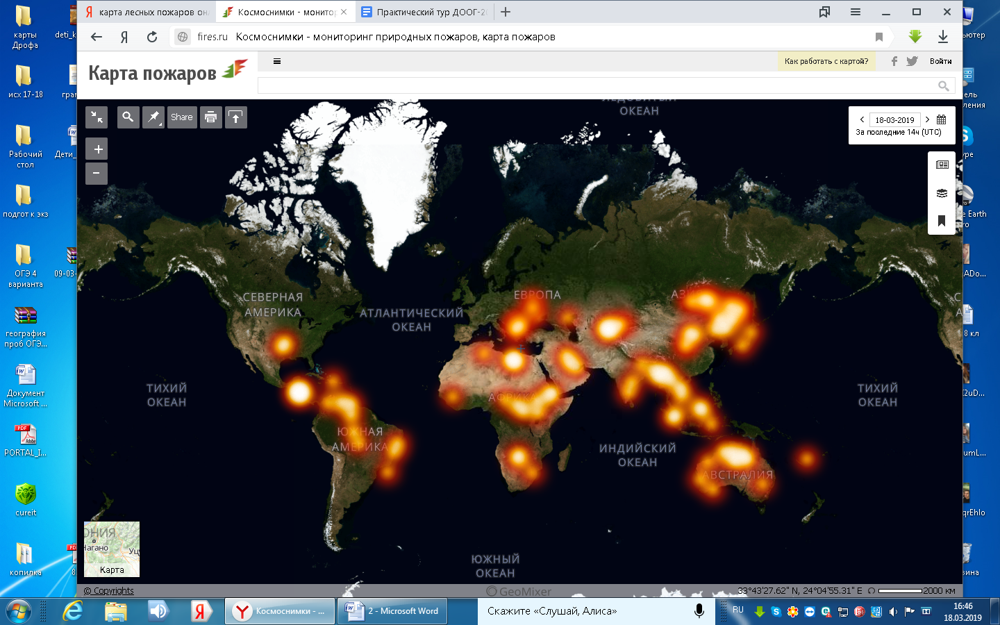 карты
Дрофа
deti_k
исх 17-18
грам
Рабочий
стол
Дети_
подгот к экз
ОГЭ 4
варианта
09-03-
география
проб ОГЭ...
Документ
Microsoft ...
PORTAL_I...
cureit
копилка
8
карта лесных пожаров он
Космоснимки - монитор
Практический тур ДООГ-2
Я
fires.ru Космоснимки - мониторинг природных пожаров, карта пожаров
Карта пожаров
Как работать с картой?
Войти
Share
18-03-2019
За последние 14ч (UTC)
ЛЕДОВИТЫЙ
ОКЕАН
СЕВЕРНАЯ
АМЕРИКА
АТЛАНТИЧЕСКИЙ
ОКЕАН
ЕВРОПА
АЗИ
С
А
ТИХИЙ
ОКЕАН
АФРИКА
ТИХИЙ
ОКЕАН
ЮЖНАЯ
АМЕРИКА
ИНДИЙСКИЙ
ОКЕАН
АВСТРАЛИЯ
ЮЖНЫЙ
ОКЕАН
ОНИЯ
Нагано
Уцу
Карта
© Copyrights
GeoMixer
33°43'27.62" N, 24°04'55.31" E
2000 км
ьютер
ель
ления
ype
e Earth
ro
ADo...
8 кл
2uD...
umL...
qrEhIo
зина
Космоснимки - ...
2 - Microsoft Word
Скажите «Слушай, Алиса»
RU
16:46
18.03.2019